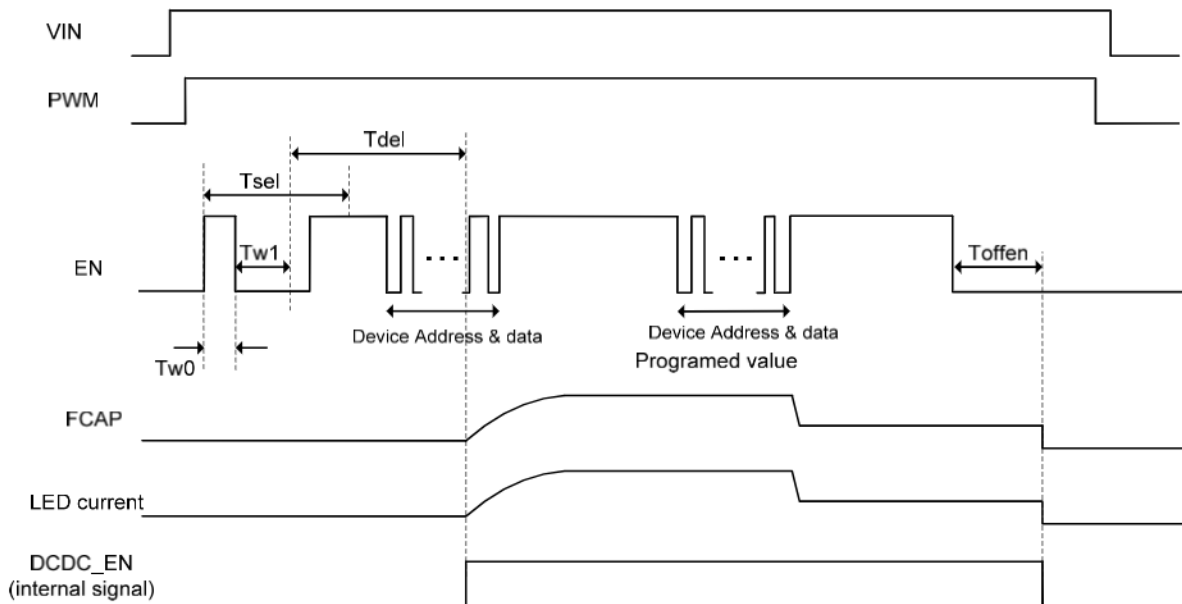 VIN
PWM
Tdel
Tsel
Tw1
EN
Toffen
Device Address & data
Device Address & data
Programed value
Tw0
FCAP
LED current
DCDC_EN
(internal signal)